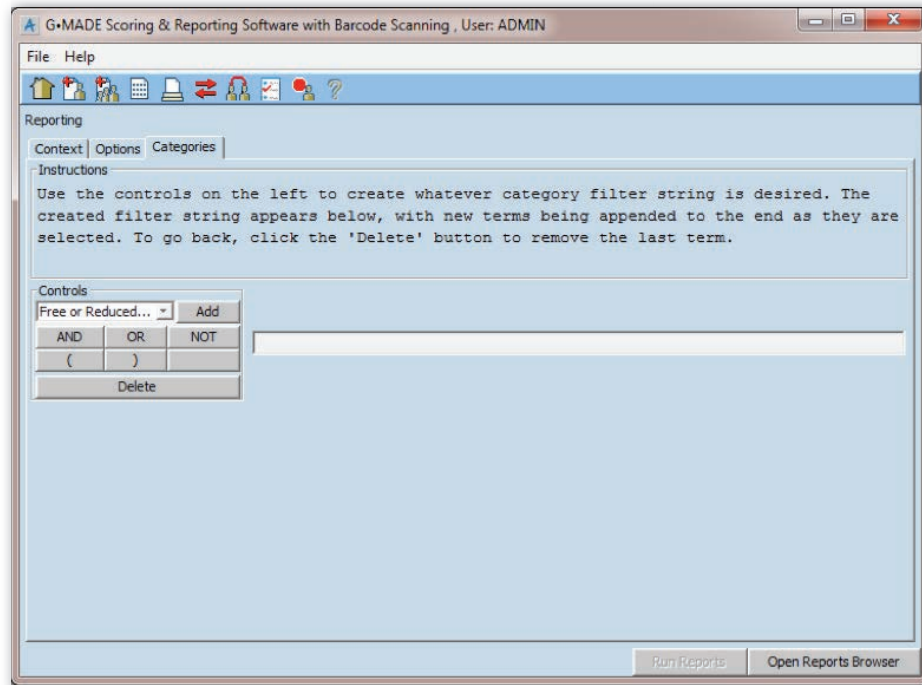 G•MADE Scoring & Reporting Software with Barcode Scanning , User: ADMIN
File Help
Reporting
Context Options Categories
Instructions
Use the controls on the left to create whatever category filter string is desired. The
created filter string appears below, with new terms being appended to the end as they are
selected. To go back, click the 'Delete' button to remove the last term.
Controls
Free or Reduced... Add
AND OR NOT
( )
Delete
Run Reports Open Reports Browser